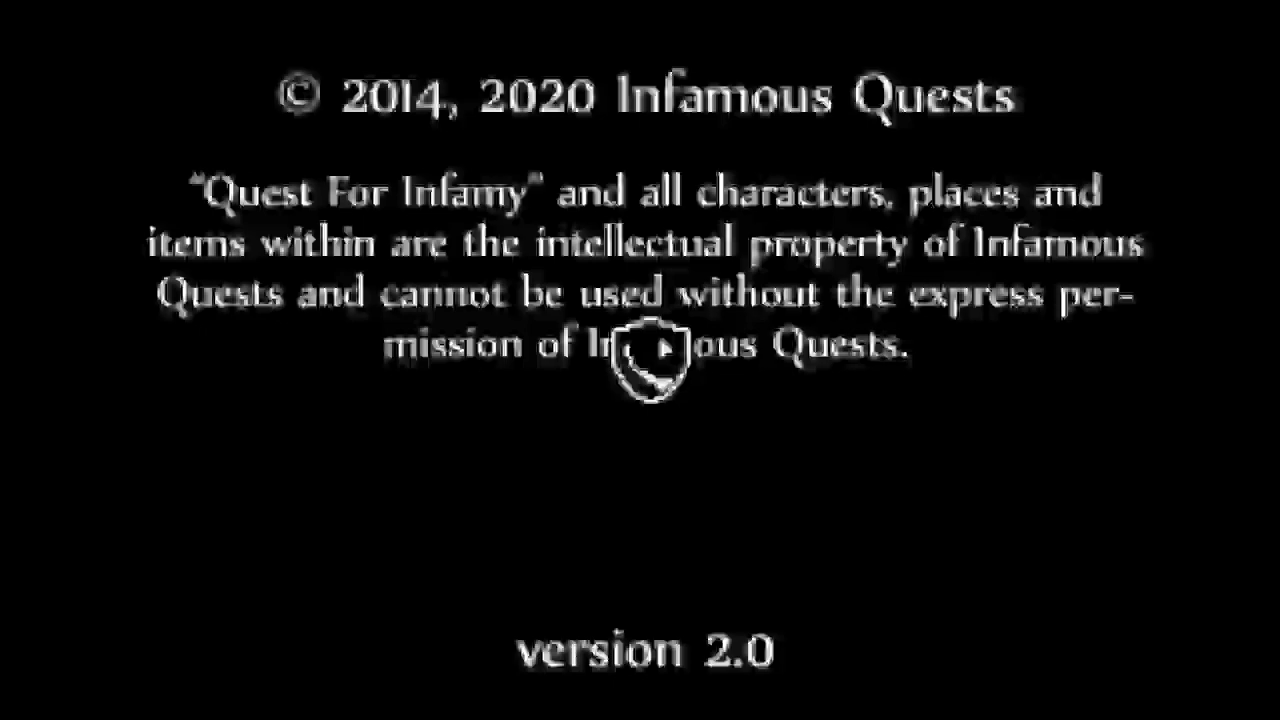 © 2014, 2020 Infamous Quests
"Quest For Infamy" and all characters, places and
items within are the intellectual property of Infamous
Quests and cannot be used without the express per-
mission of Quests.
version 2.0